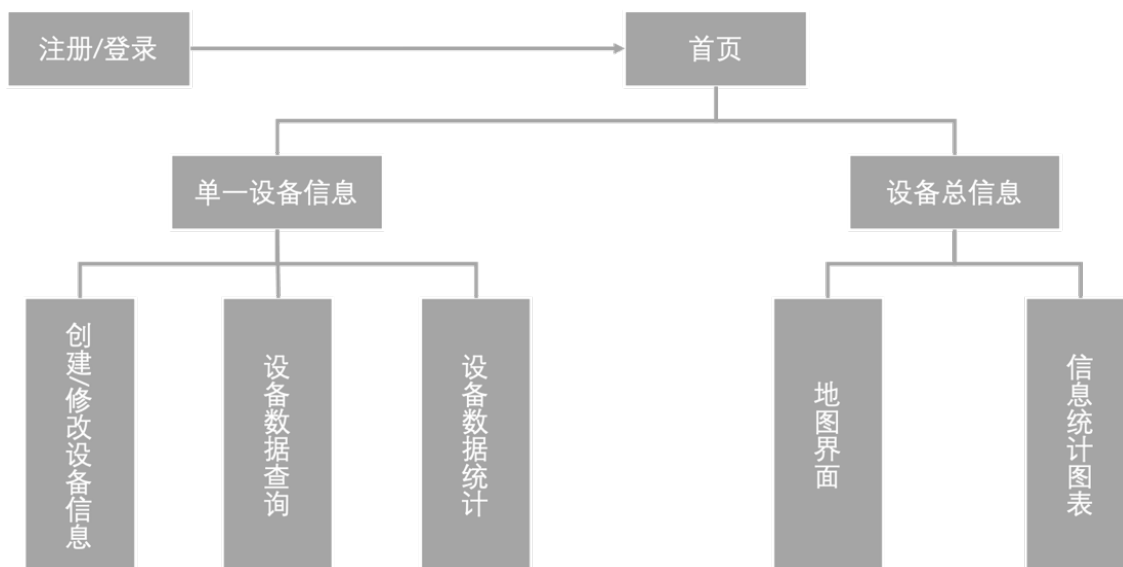 注册/登录
首页
单一设备信息
设备总信息
创建/修改设备信息
设备数据查询
设备数据统计
地图界面
信息统计图表